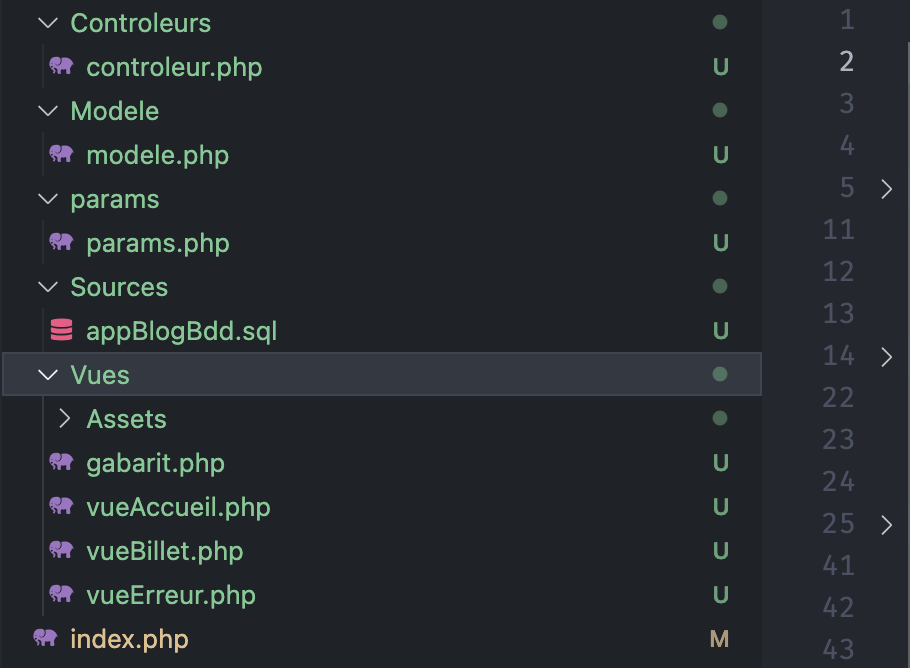 Controleurs 1
controleur.php U 2
Modele 3
modele.php U 4
params 5
params.php U 11
Sources 12
appBlogBdd.sql U 13
Vues 14
Assets 22
gabarit.php U 23
vueAccueil.php U 24
vueBillet.php U 25
vueErreur.php U 41
42
index.php M 43